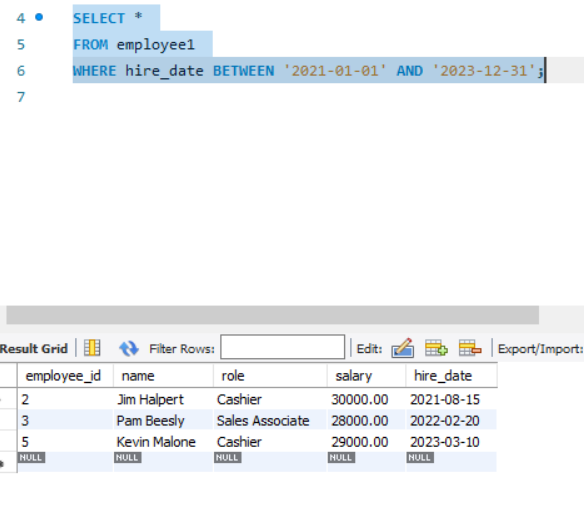 4 SELECT *
5 FROM employee1
6 WHERE hire_date BETWEEN '2021-01-01' AND '2023-12-31';
7
Result Grid Filter Rows: Edit: Export/Import:
employee_id name role salary hire_date
2 Jim Halpert Cashier 30000.00 2021-08-15
3 Pam Beesly Sales Associate 28000.00 2022-02-20
5 Kevin Malone Cashier 29000.00 2023-03-10
* NULL NULL NULL NULL NULL